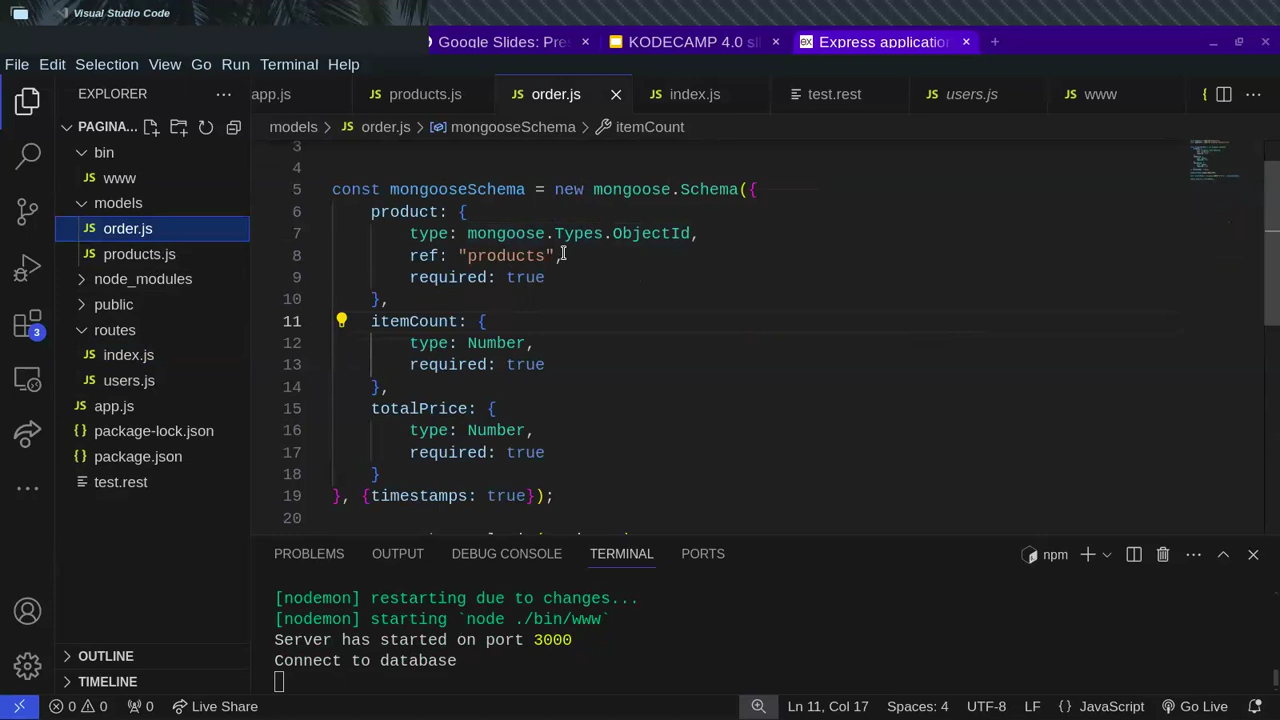 Visual Studio Code
Google Slides: Pre
KODECAMP 4.0 sli
Express application
File Edit Selection View Go Run Terminal Help
EXPLORER
app.js
products.js
order.js
index.js
test.rest
users.js
www
PAGINA...
models > order.js > mongooseSchema > itemCount
bin
www
models
order.js
products.js
node_modules
public
routes
index.js
users.js
app.js
package-lock.json
package.json
test.rest
OUTLINE
TIMELINE
3
3
4
5 const mongooseSchema = new mongoose.Schema({
6 product: {
7 type: mongoose.Types.ObjectId,
8 ref: "products",
9 required: true
10 },
11 itemCount: {
12 type: Number,
13 required: true
14 },
15 totalPrice: {
16 type: Number,
17 required: true
18 }
19 }, {timestamps: true});
20
PROBLEMS OUTPUT DEBUG CONSOLE TERMINAL PORTS
npm
[nodemon] restarting due to changes...
[nodemon] starting `node ./bin/www`
Server has started on port 3000
Connect to database
0 0 0 Live Share
Ln 11, Col 17 Spaces: 4 UTF-8 LF {} JavaScript Go Live